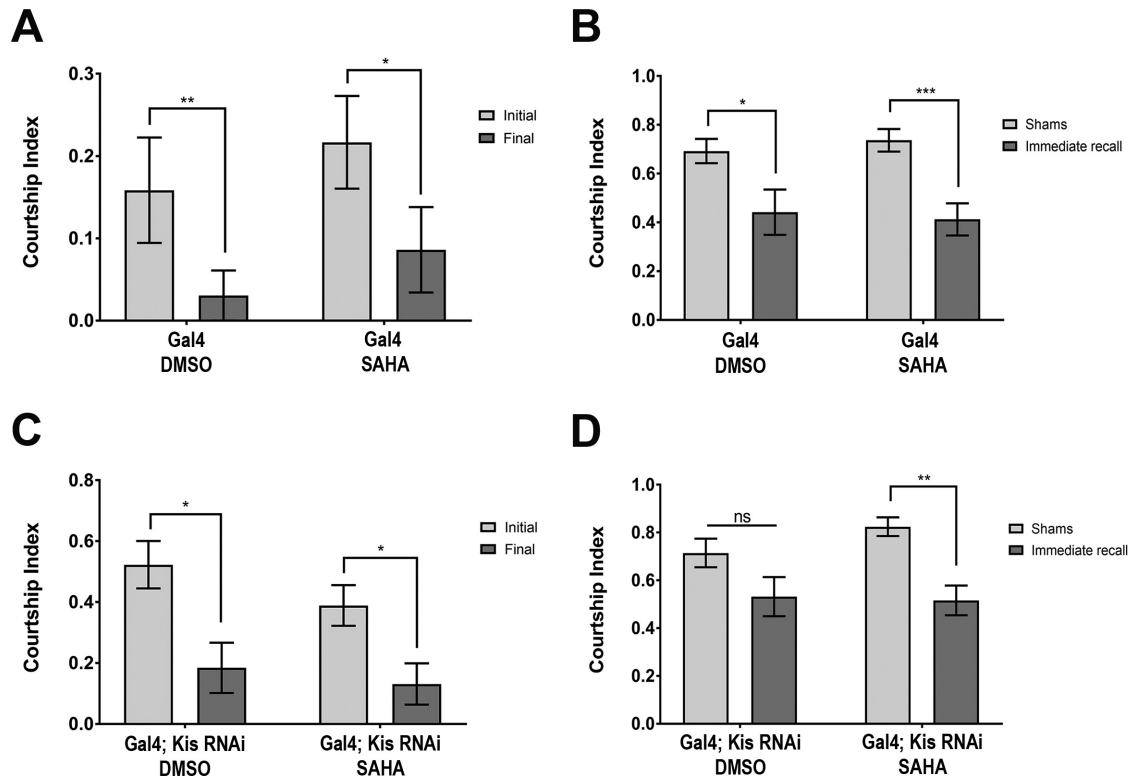 A
Courtship Index
0.3
0.2
0.1
0.0
**
*
Initial
Final
Gal4
DMSO
Gal4
SAHA
B
Courtship Index
1.0
0.8
0.6
0.4
0.2
0.0
*
***
Shams
Immediate recall
Gal4
DMSO
Gal4
SAHA
C
Courtship Index
0.8
0.6
0.4
0.2
0.0
*
*
Initial
Final
Gal4; Kis RNAi
DMSO
Gal4; Kis RNAi
SAHA
D
Courtship Index
1.0
0.8
0.6
0.4
0.2
0.0
ns
**
Shams
Immediate recall
Gal4; Kis RNAi
DMSO
Gal4; Kis RNAi
SAHA